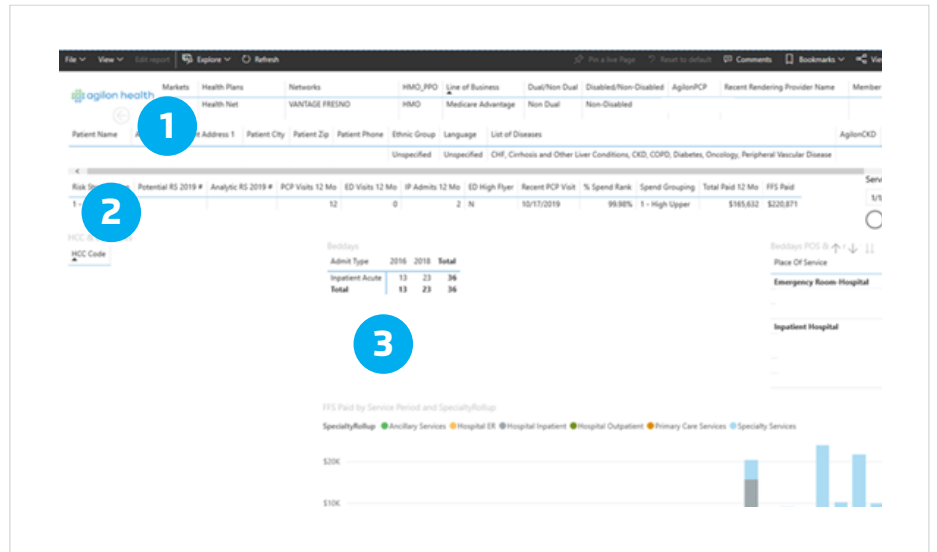 File View Edit report Explore Refresh Pin a live Page Reset to default Comments Bookmarks
agilon health
Markets Health Plans Networks HMO_PPO Line of Business Dual/Non Dual Disabled/Non-Disabled AgilonPCP Recent Rendering Provider Name Member
Health Net VANTAGE FRESNO HMO Medicare Advantage Non Dual Non-Disabled
1
Patient Name Address 1 Patient City Patient Zip Patient Phone Ethnic Group Language List of Diseases AgilonCKD
Unspecified Unspecified CHF, Cirrhosis and Other Liver Conditions, CKD, COPD, Diabetes, Oncology, Peripheral Vascular Disease
Risk Potential RS 2019 # Analytic RS 2019 # PCP Visits 12 Mo ED Visits 12 Mo IP Admits 12 Mo ED High Flyer Recent PCP Visit % Spend Rank Spend Grouping Total Paid 12 Mo FFS Paid
1 - 12 0 2 N 10/17/2019 99.98% 1 - High Upper $165,632 $220,871
2
HCC &
HCC Code
Beddays
Admit Type 2016 2018 Total
Inpatient Acute 13 23 36
Total 13 23 36
3
Beddays POS &
Place Of Service
Emergency Room-Hospital
Inpatient Hospital
FFS Paid by Service Period and SpecialtyRollup
SpecialtyRollup Ancillary Services Hospital ER Hospital Inpatient Hospital Outpatient Primary Care Services Specialty Services
$20K
$10K